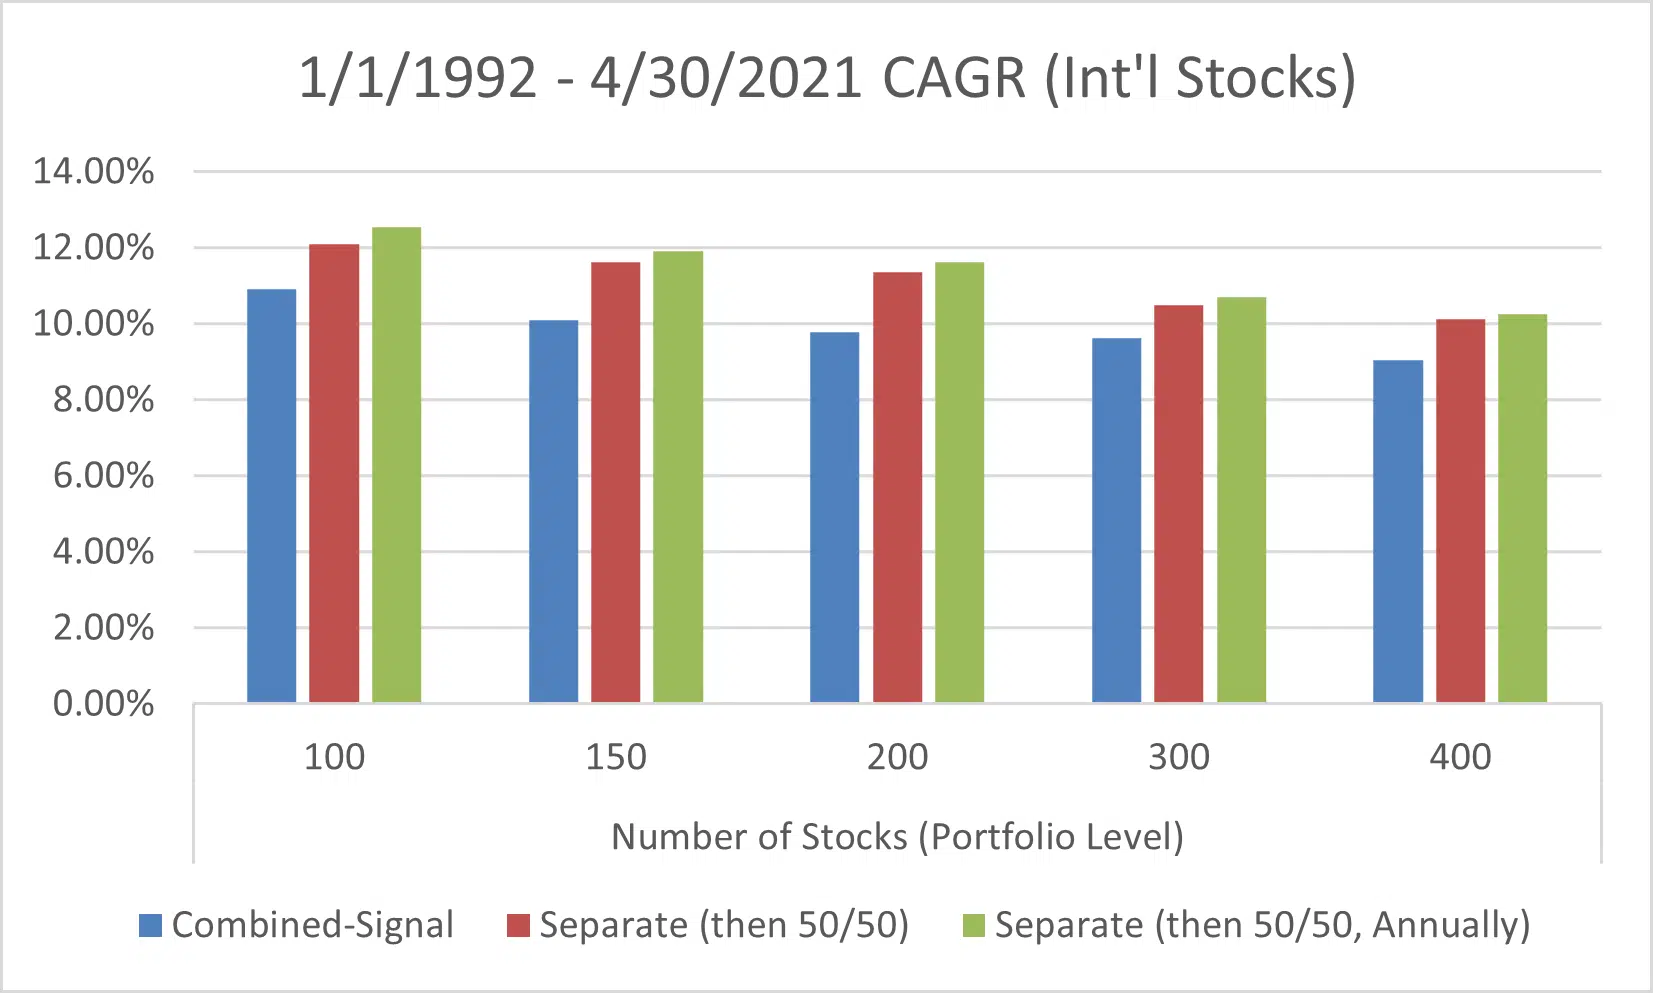 1/1/1992 - 4/30/2021 CAGR (Int'l Stocks)
14.00%
12.00%
10.00%
8.00%
6.00%
4.00%
2.00%
0.00%
100 150 200 300 400
Number of Stocks (Portfolio Level)
Combined-Signal Separate (then 50/50) Separate (then 50/50, Annually)